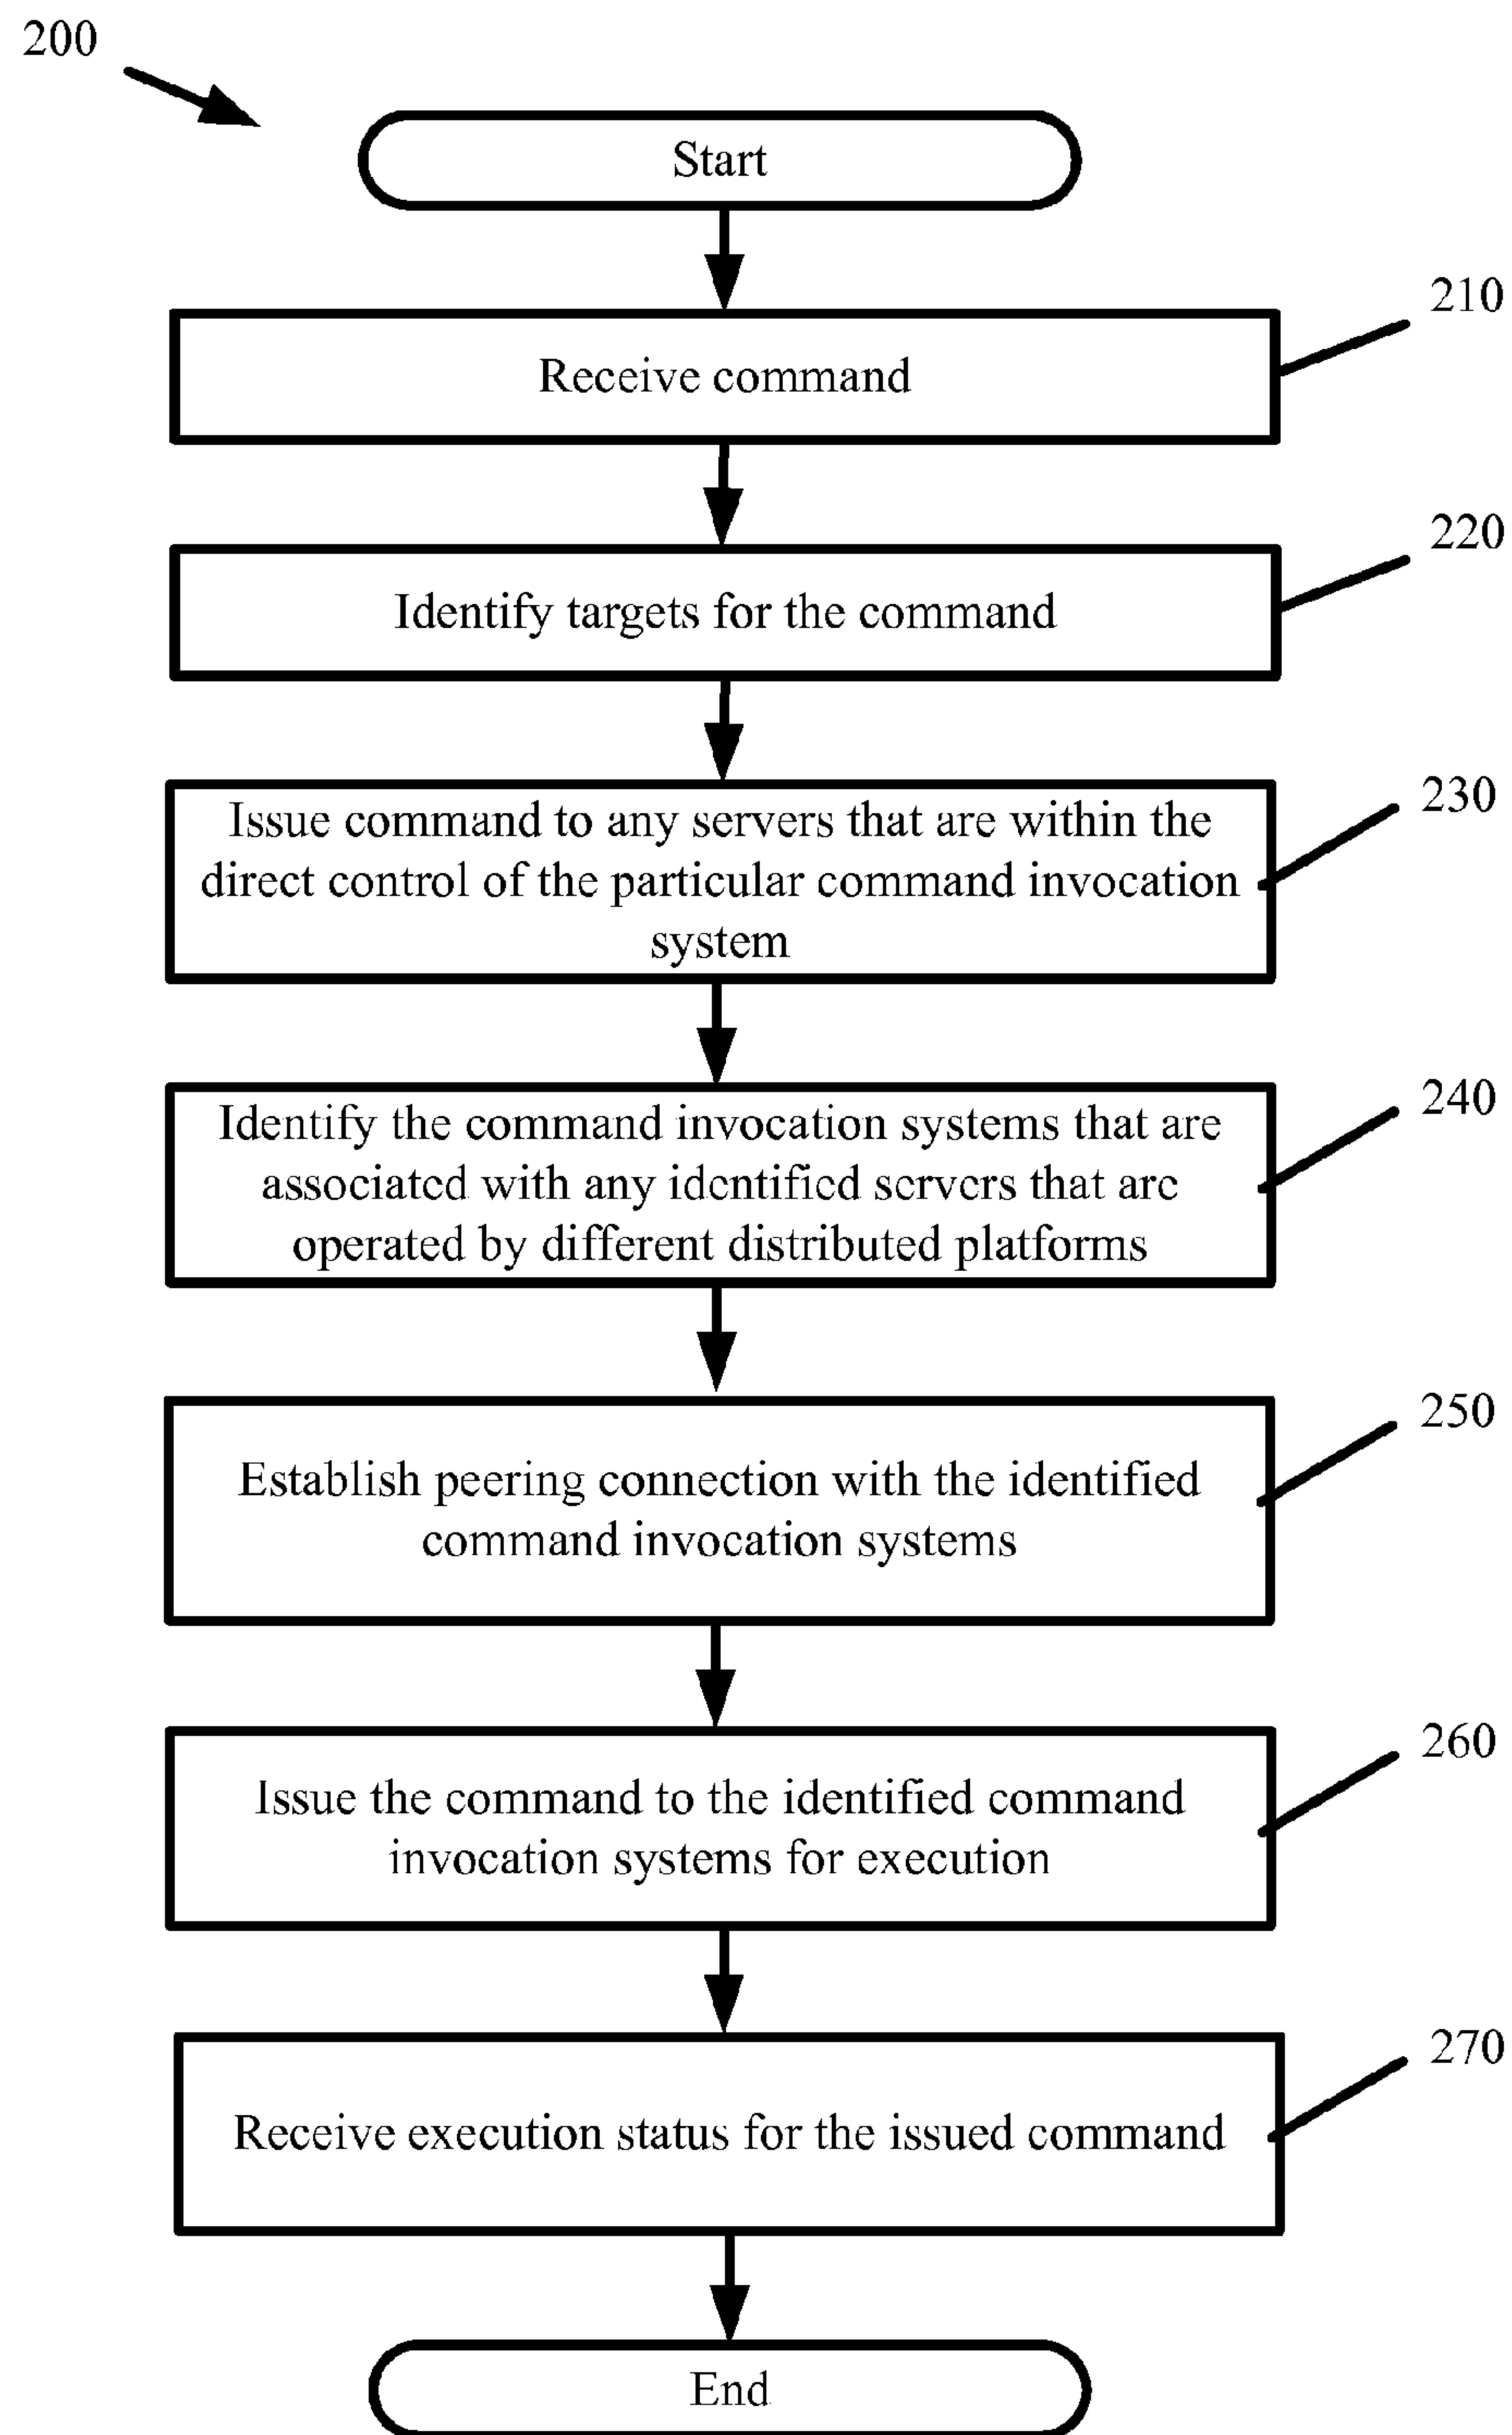 200
Start
210
Receive command
220
Identify targets for the command
230
Issue command to any servers that are within the
direct control of the particular command invocation
system
240
Identify the command invocation systems that are
associated with any identified servers that are
operated by different distributed platforms
250
Establish peering connection with the identified
command invocation systems
260
Issue the command to the identified command
invocation systems for execution
270
Receive execution status for the issued command
End